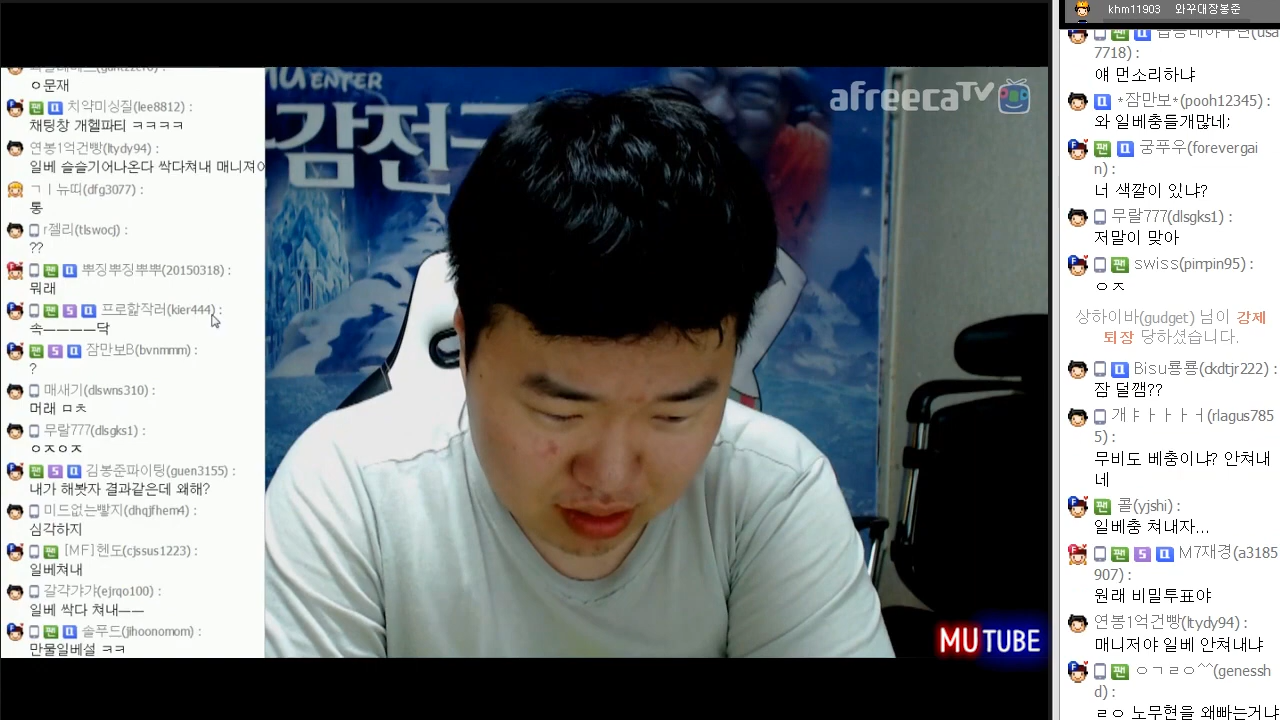 ㅇ문재
치약미싱질(lee8812) :
채팅창 개헬파티 ㅋㅋㅋㅋ
연봉1억건빵(ltydy94) :
일베 슬슬기어나온다 싹다쳐내 매니져
ㄱㅣ뉴띠(dfg3077) :
통
r젤리(tlswocj) :
??
뿌징뿌징뿌뿌(20150318) :
뭐래
프로핥작러(kier444) :
속ㅡㅡㅡㅡ닥
잠만보B(bvnmmm) :
?
매새기(dlswns310) :
머래 ㅁㅊ
무랄777(dlsgks1) :
ㅇㅈㅇㅈ
김봉준파이팅(guen3155) :
내가 해봣자 결과같은데 왜해?
미드없는빨지(dhqjfhem4) :
심각하지
[MF]헨도(cjssus1223) :
일베쳐내
갈갹갸가(ejrqo100) :
일베 싹다 쳐내ㅡㅡ
솔푸드(jihoonomom) :
만물일베설 ㅋㅋ
ENTER
감전
afreecaTV
MUTUBE
khm11903 와꾸대장봉준
7718) :
얘 먼소리하냐
*잠만보*(pooh12345) :
와 일베충들개많네;
궁푸우(forevergai
n) :
너 색깔이 있냐?
무랄777(dlsgks1) :
저말이 맞아
swiss(pimpin95) :
ㅇㅈ
상하이바(gudget) 님이 강제
퇴장 당하셨습니다.
Bisu룡룡(ckdtjr222) :
잠 덜깸??
개ㅑㅏㅏㅏㅓ(rlagus785
5) :
무비도 베충이냐? 안쳐내
네
콜(yjshi) :
일베충 쳐내자...
M7재경(a3185
907) :
원래 비밀투표야
연봉1억건빵(ltydy94) :
매니저야 일베 안쳐내냐
ㅇㄱㄹㅇ^^(genessh
d) :
ㄹㅇ 노무현을 왜빠는거냐